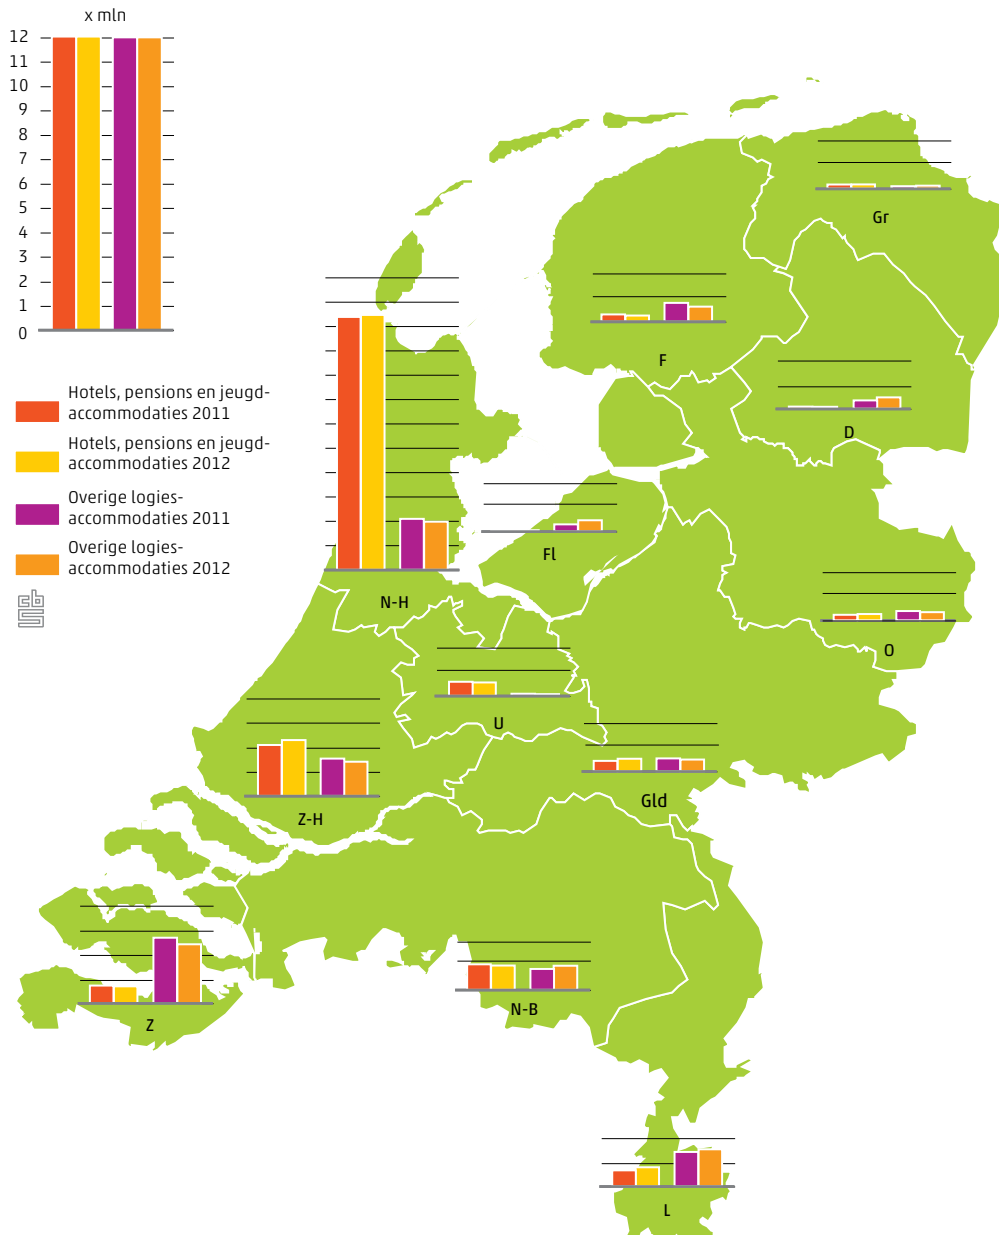 x mln
12
11
10
9
8
7
6
5
4
3
2
1
0
Hotels, pensions en jeugd-
accommodaties 2011
Hotels, pensions en jeugd-
accommodaties 2012
Overige logies-
accommodaties 2011
Overige logies-
accommodaties 2012
cbs
Gr
F
D
Fl
N-H
O
U
Gld
Z-H
N-B
Z
L